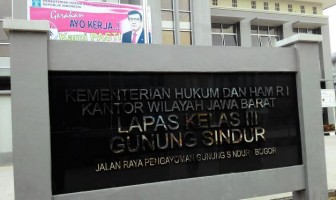 Gerakan
AYO KERJA..!
KEMENTERIAN HUKUM DAN HAM R.I
KANTOR WILAYAH JAWA BARAT
LAPAS KELAS III
GUNUNG SINDUR
JALAN RAYA PENGAYOMAN GUNUNG SINDUR, BOGOR